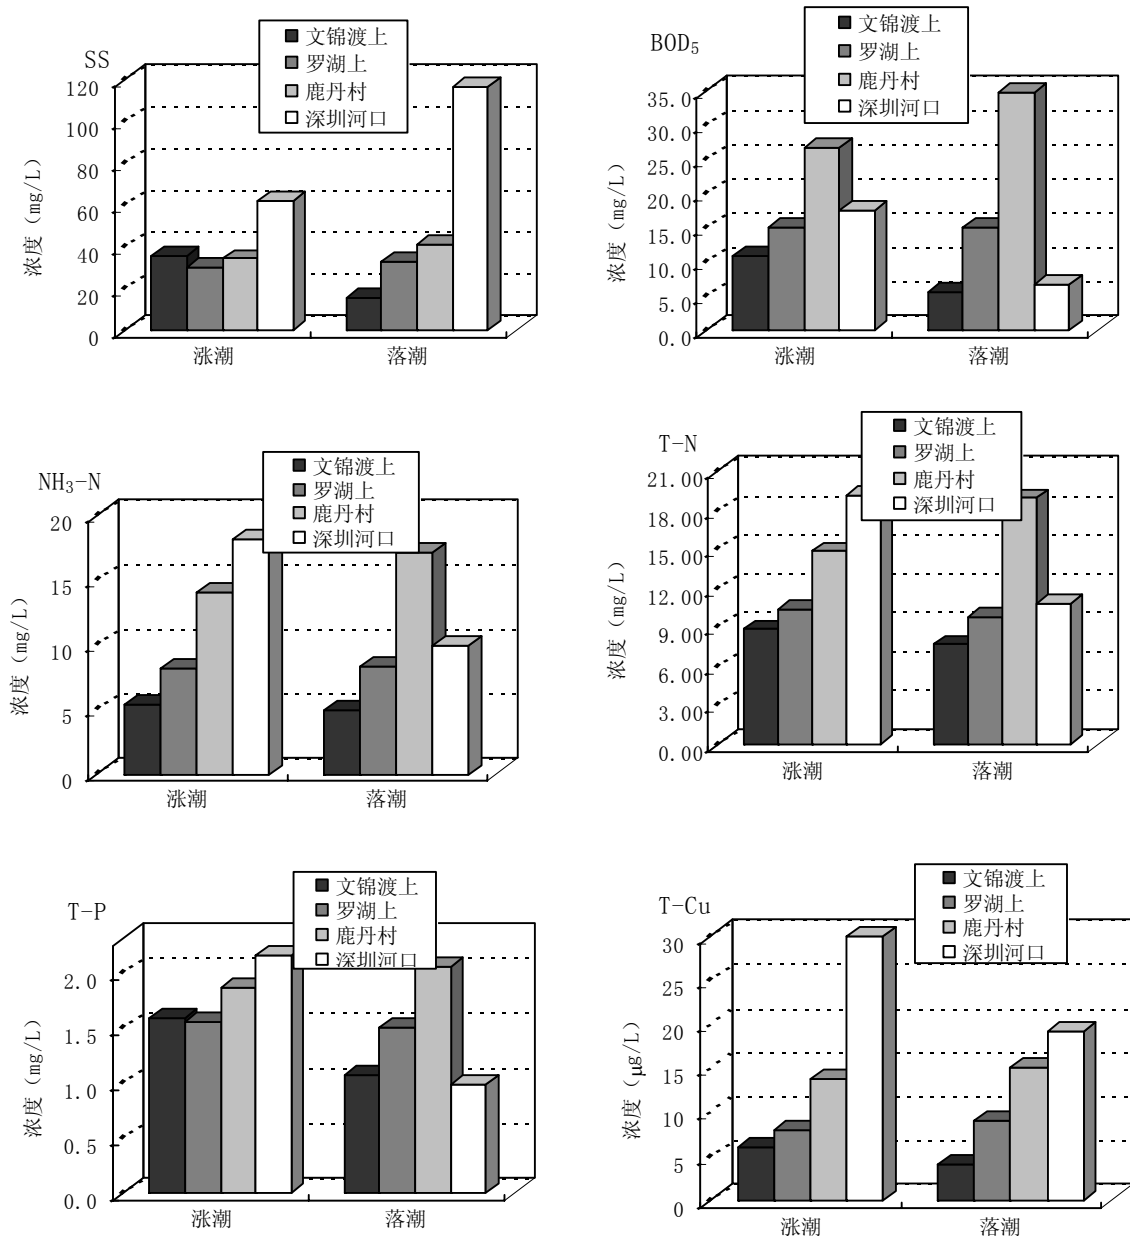 SS
文锦渡上
罗湖上
鹿丹村
深圳河口
浓度 (mg/L)
120
100
80
60
40
20
0
涨潮
落潮
BOD₅
文锦渡上
罗湖上
鹿丹村
深圳河口
浓度 (mg/L)
35.0
30.0
25.0
20.0
15.0
10.0
5.0
0.0
涨潮
落潮
NH₃-N
文锦渡上
罗湖上
鹿丹村
深圳河口
浓度 (mg/L)
20
15
10
5
0
涨潮
落潮
T-N
文锦渡上
罗湖上
鹿丹村
深圳河口
浓度 (mg/L)
21.00
18.00
15.00
12.00
9.00
6.00
3.00
0.00
涨潮
落潮
T-P
文锦渡上
罗湖上
鹿丹村
深圳河口
浓度 (mg/L)
2.0
1.5
1.0
0.5
0.0
涨潮
落潮
T-Cu
文锦渡上
罗湖上
鹿丹村
深圳河口
浓度 (μg/L)
30
25
20
15
10
5
0
涨潮
落潮